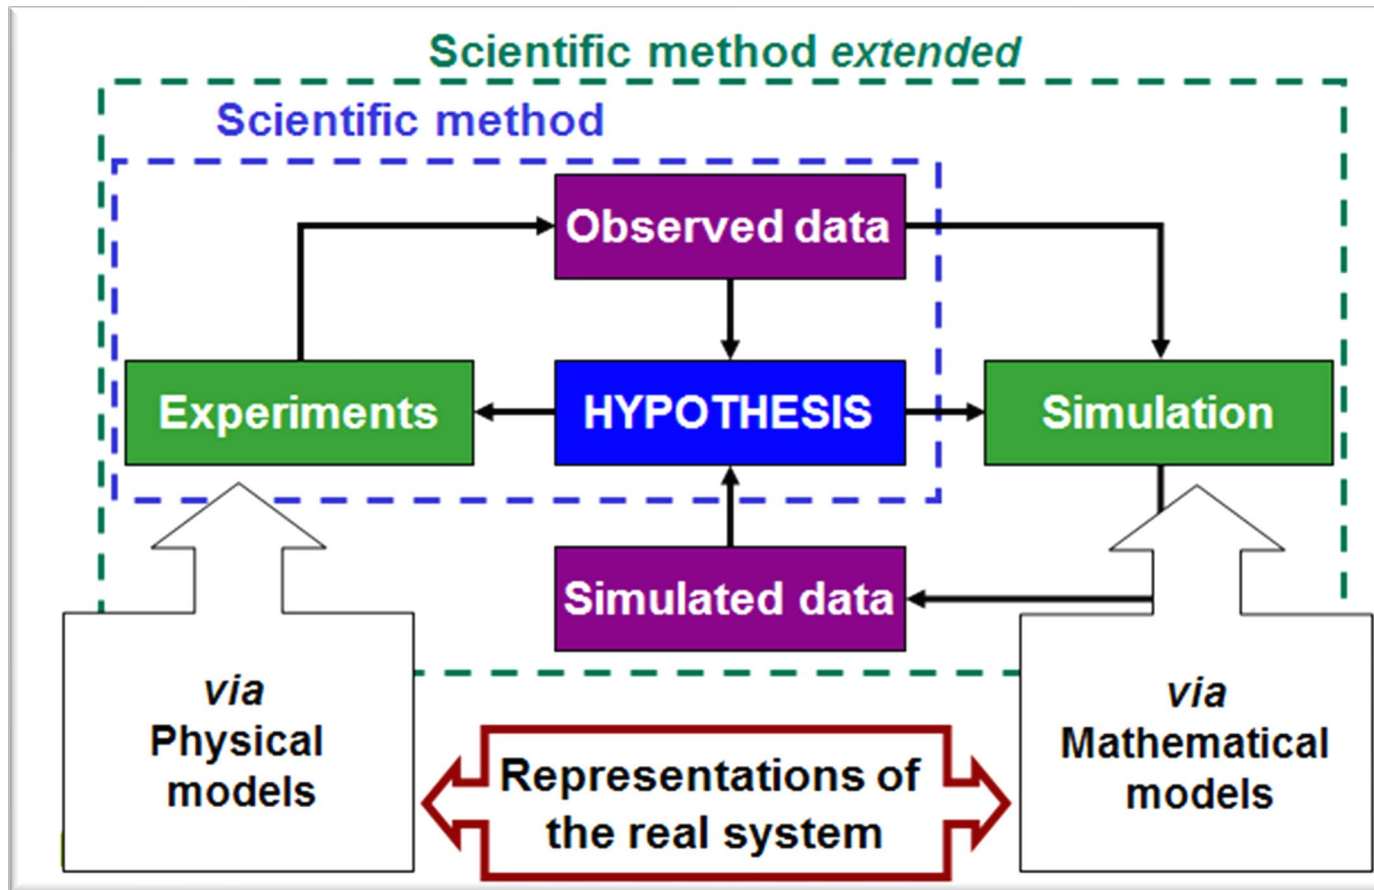 Scientific method extended
Scientific method
Observed data
Experiments
HYPOTHESIS
Simulation
Simulated data
via
Physical
models
Representations of
the real system
via
Mathematical
models